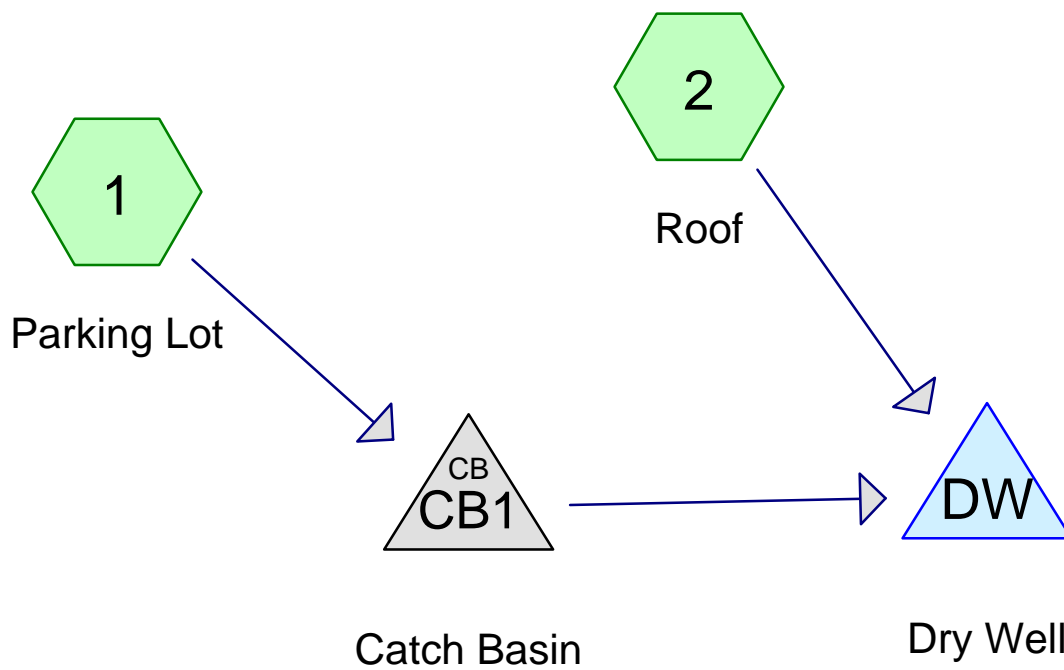 2
Roof
1
Parking Lot
CB
CB1
Catch Basin
DW
Dry Well